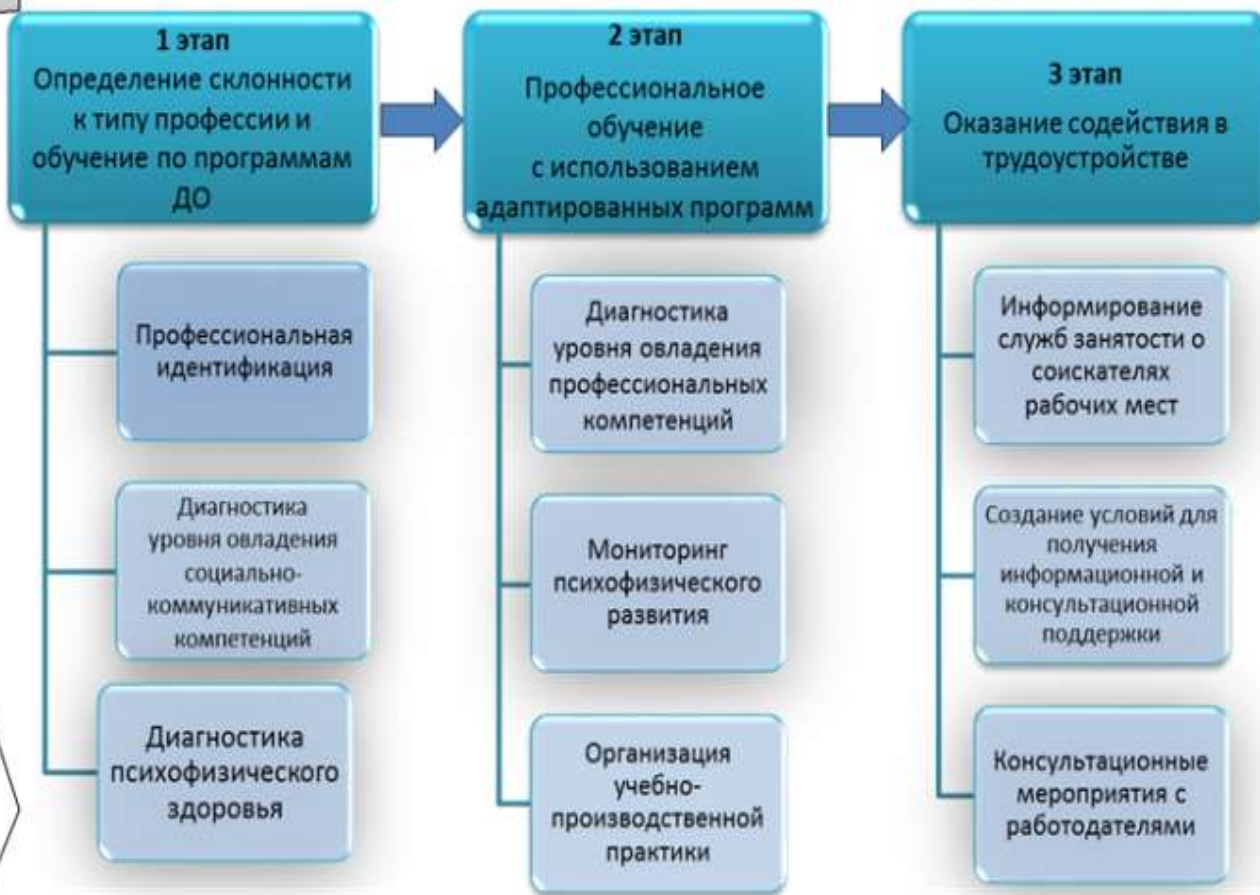 1 этап
Определение склонности
к типу профессии и
обучение по программам
ДО
Профессиональная
идентификация
Диагностика
уровня овладения
социально-
коммуникативных
компетенций
Диагностика
психофизического
здоровья
2 этап
Профессиональное
обучение
с использованием
адаптированных программ
Диагностика
уровня овладения
профессиональных
компетенций
Мониторинг
психофизического
развития
Организация
учебно-
производственной
практики
3 этап
Оказание содействия в
трудоустройстве
Информирование
служб занятости о
соискателях
рабочих мест
Создание условий для
получения
информационной и
консультационной
поддержки
Консультационные
мероприятия с
работодателями